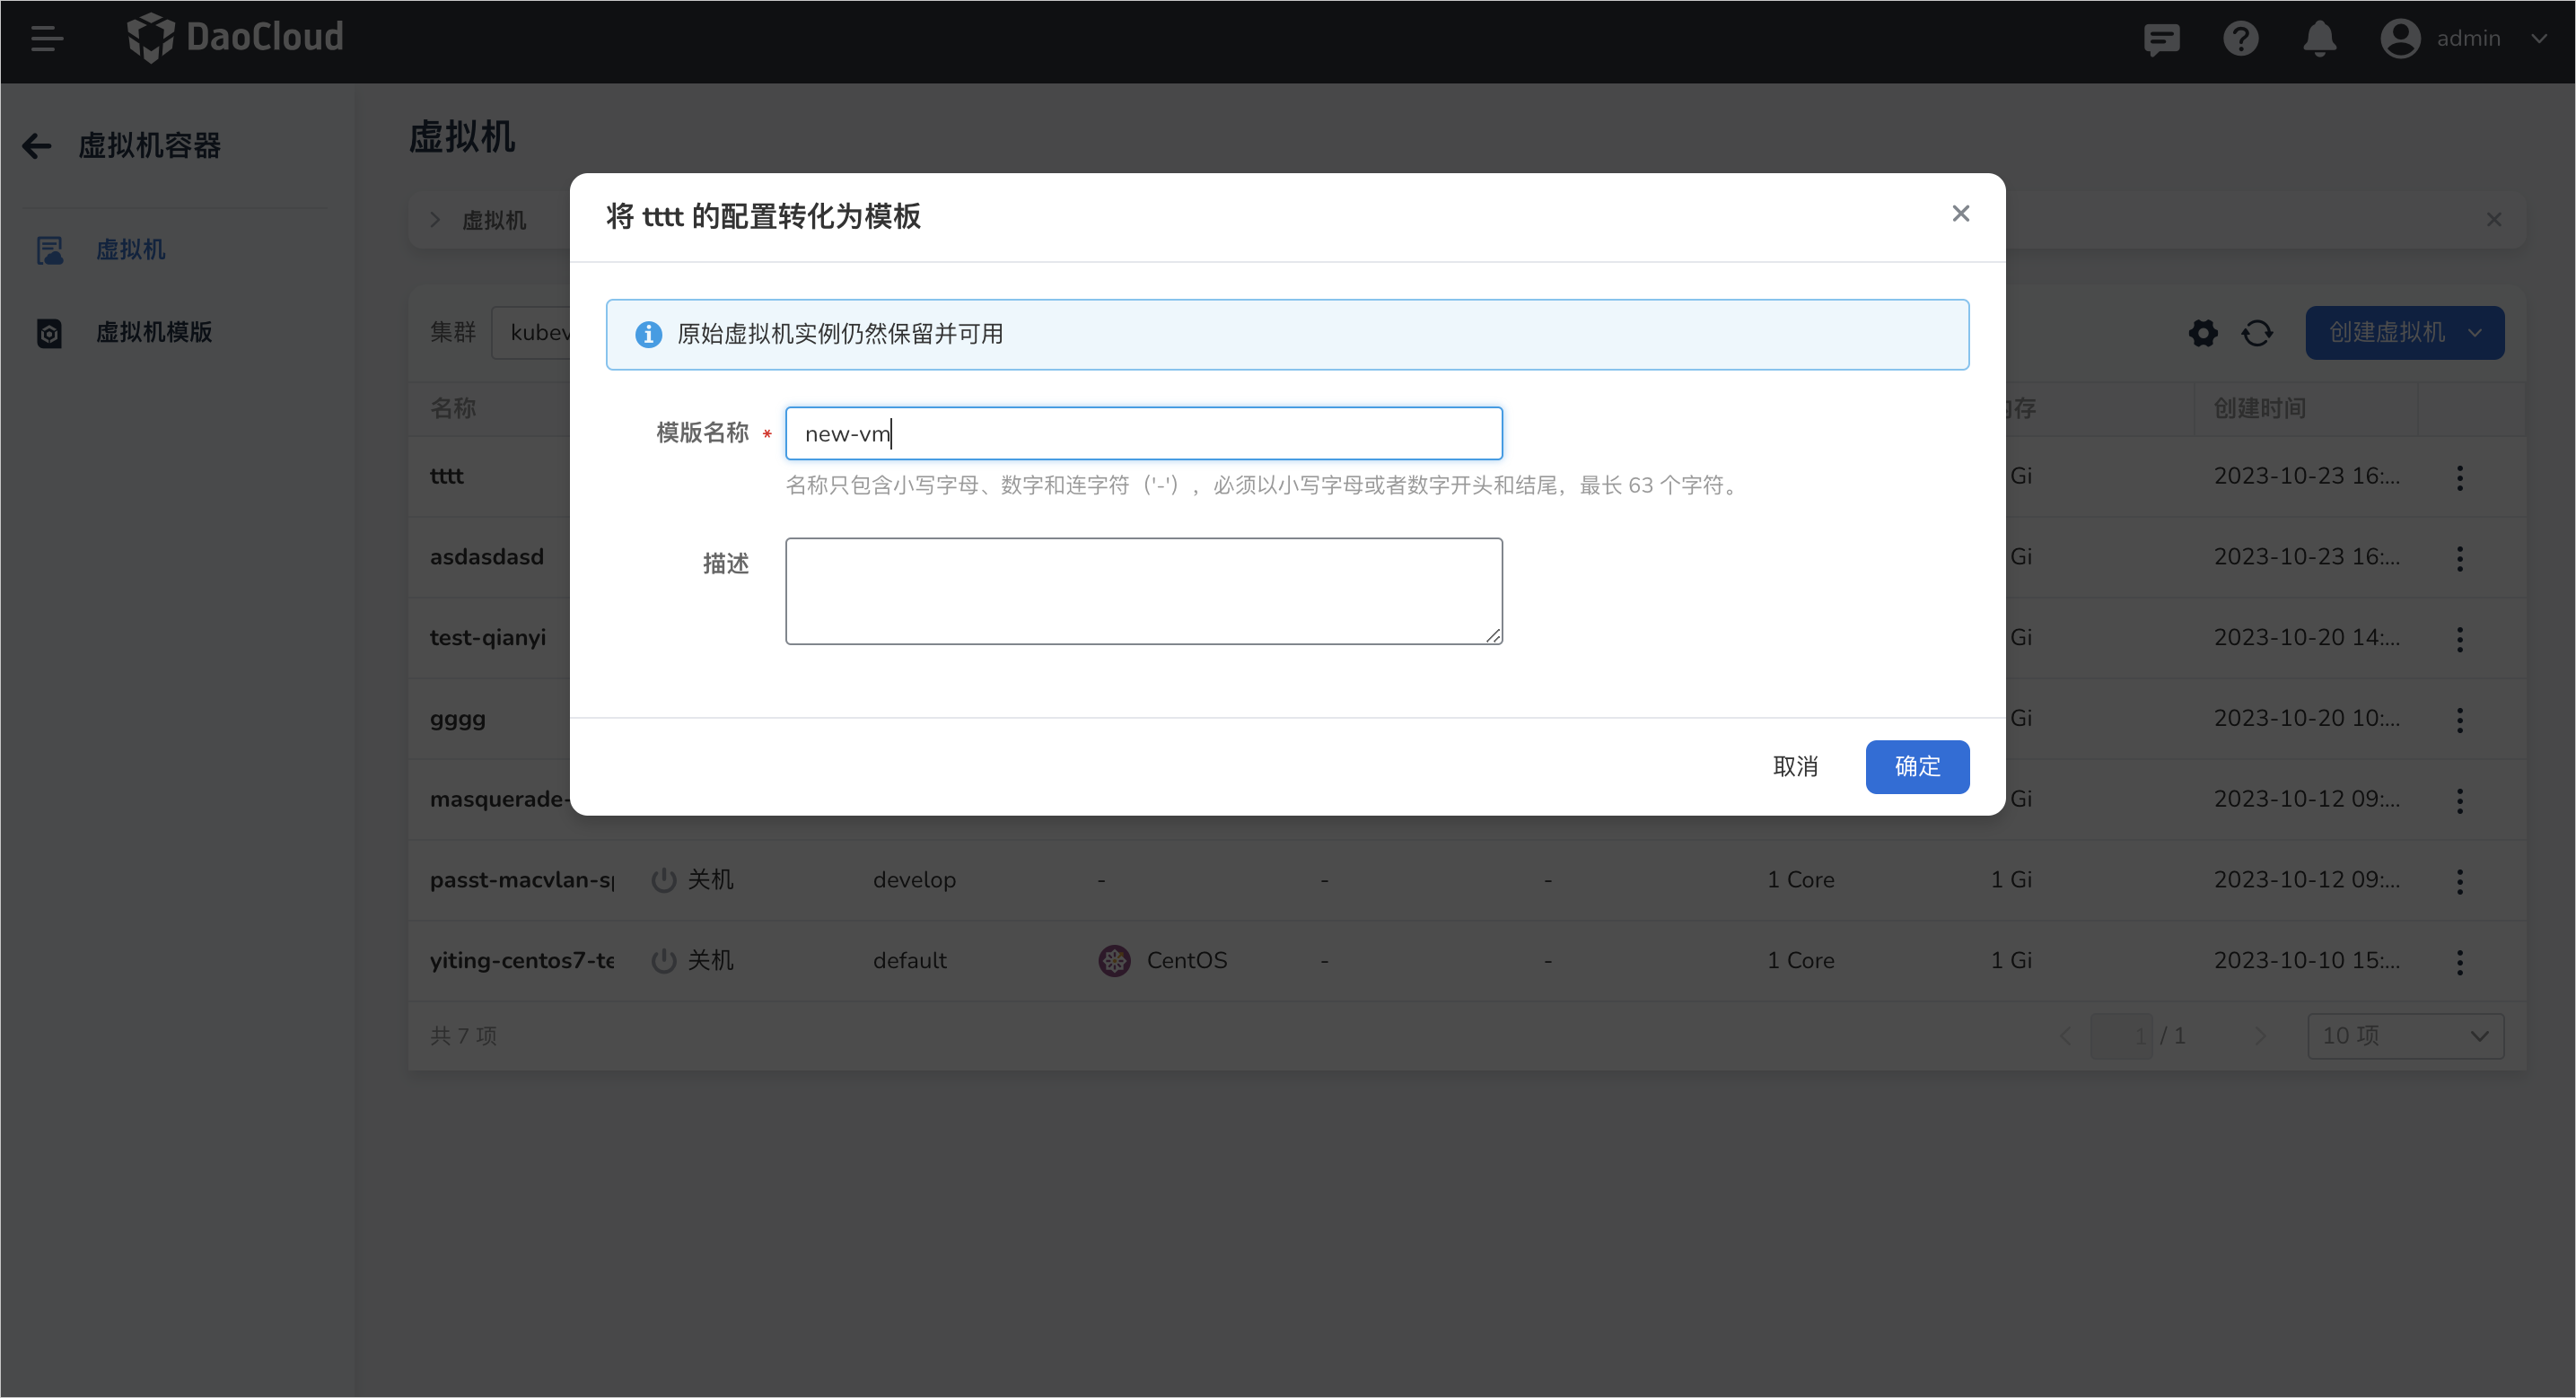 DaoCloud
admin
虚拟机容器
虚拟机
虚拟机模版
虚拟机
虚拟机
将 tttt 的配置转化为模板
原始虚拟机实例仍然保留并可用
模版名称 *
new-vm
名称只包含小写字母、数字和连字符（'-'），必须以小写字母或者数字开头和结尾，最长 63 个字符。
描述
取消 确定
集群 kubev 创建虚拟机
名称 内存 创建时间
tttt Gi 2023-10-23 16:...
asdasdasd Gi 2023-10-23 16:...
test-qianyi Gi 2023-10-20 14:...
gggg Gi 2023-10-20 10:...
masquerade- Gi 2023-10-12 09:...
passt-macvlan-s 关机 develop - - - 1 Core 1 Gi 2023-10-12 09:...
yiting-centos7-te 关机 default CentOS - - 1 Core 1 Gi 2023-10-10 15:...
共 7 项 1 / 1 10 项